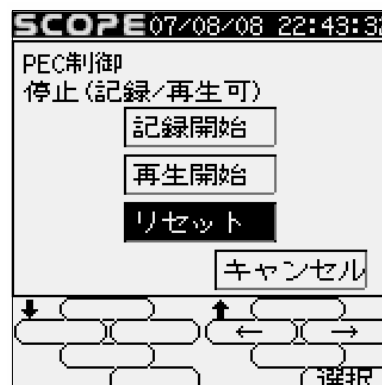 SCOPE 07/08/08 22:43:32
PEC制御
停止(記録/再生可)
記録開始
再生開始
リセット
キャンセル
↓ ↑
← →
選択